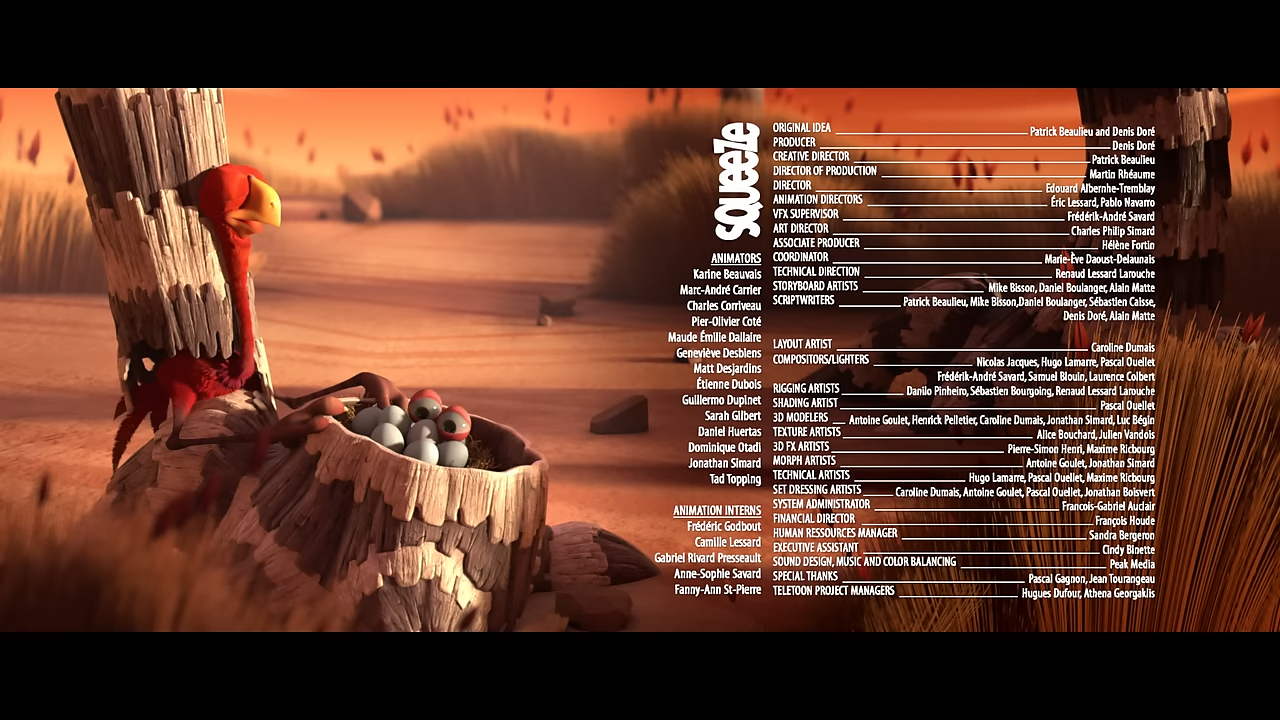 squeeze
ANIMATORS
Karine Beauvais
Marc-André Carrier
Charles Corriveau
Pier-Olivier Coté
Maude Émilie Dallaire
Geneviève Desbiens
Matt Desjardins
Étienne Dubois
Guillermo Dupinet
Sarah Gilbert
Daniel Huertas
Dominique Otadi
Jonathan Simard
Tad Topping
ANIMATION INTERNS
Frédéric Godbout
Camille Lessard
Gabriel Rivard Presseault
Anne-Sophie Savard
Fanny-Ann St-Pierre
ORIGINAL IDEA Patrick Beaulieu and Denis Doré
PRODUCER Denis Doré
CREATIVE DIRECTOR Patrick Beaulieu
DIRECTOR OF PRODUCTION Martin Rhéaume
DIRECTOR Edouard Albernhe-Tremblay
ANIMATION DIRECTORS Éric Lessard, Pablo Navarro
VFX SUPERVISOR Frédérik-André Savard
ART DIRECTOR Charles Philip Simard
ASSOCIATE PRODUCER Hélène Fortin
COORDINATOR Marie-Ève Daoust-Delaunais
TECHNICAL DIRECTION Renaud Lessard Larouche
STORYBOARD ARTISTS Mike Bisson, Daniel Boulanger, Alain Matte
SCRIPTWRITERS Patrick Beaulieu, Mike Bisson,Daniel Boulanger, Sébastien Caisse,
Denis Doré, Alain Matte
LAYOUT ARTIST Caroline Dumais
COMPOSITORS/LIGHTERS Nicolas Jacques, Hugo Lamarre, Pascal Ouellet
Frédérik-André Savard, Samuel Blouin, Laurence Colbert
RIGGING ARTISTS Danilo Pinheiro, Sébastien Bourgoing, Renaud Lessard Larouche
SHADING ARTIST Pascal Ouellet
3D MODELERS Antoine Goulet, Henrick Pelletier, Caroline Dumais, Jonathan Simard, Luc Bégin
TEXTURE ARTISTS Alice Bouchard, Julien Vandois
3D FX ARTISTS Pierre-Simon Henri, Maxime Ricbourg
MORPH ARTISTS Antoine Goulet, Jonathan Simard
TECHNICAL ARTISTS Hugo Lamarre, Pascal Ouellet, Maxime Ricbourg
SET DRESSING ARTISTS Caroline Dumais, Antoine Goulet, Pascal Ouellet, Jonathan Boisvert
SYSTEM ADMINISTRATOR Francois-Gabriel Auclair
FINANCIAL DIRECTOR François Houde
HUMAN RESSOURCES MANAGER Sandra Bergeron
EXECUTIVE ASSISTANT Cindy Binette
SOUND DESIGN, MUSIC AND COLOR BALANCING Peak Media
SPECIAL THANKS Pascal Gagnon, Jean Tourangeau
TELETOON PROJECT MANAGERS Hugues Dufour, Athena Georgaklis